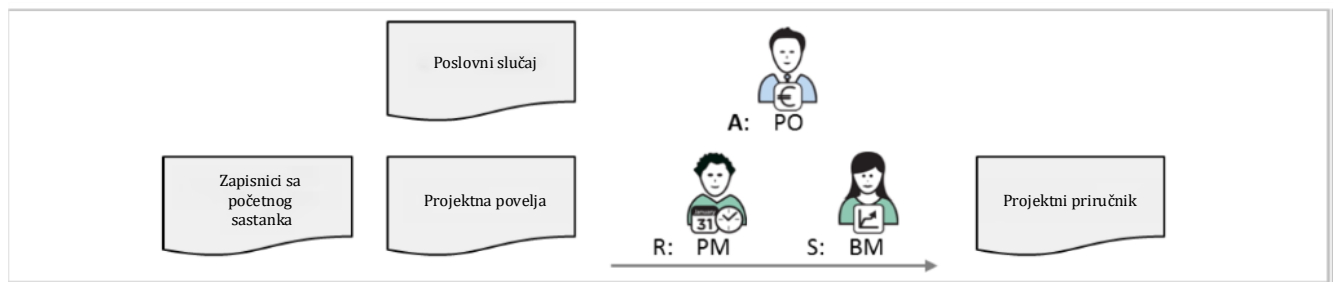 Poslovni slučaj
€
A: PO
Zapisnici sa
početnog
sastanka
Projektna povelja
31
R: PM
S: BM
Projektni priručnik